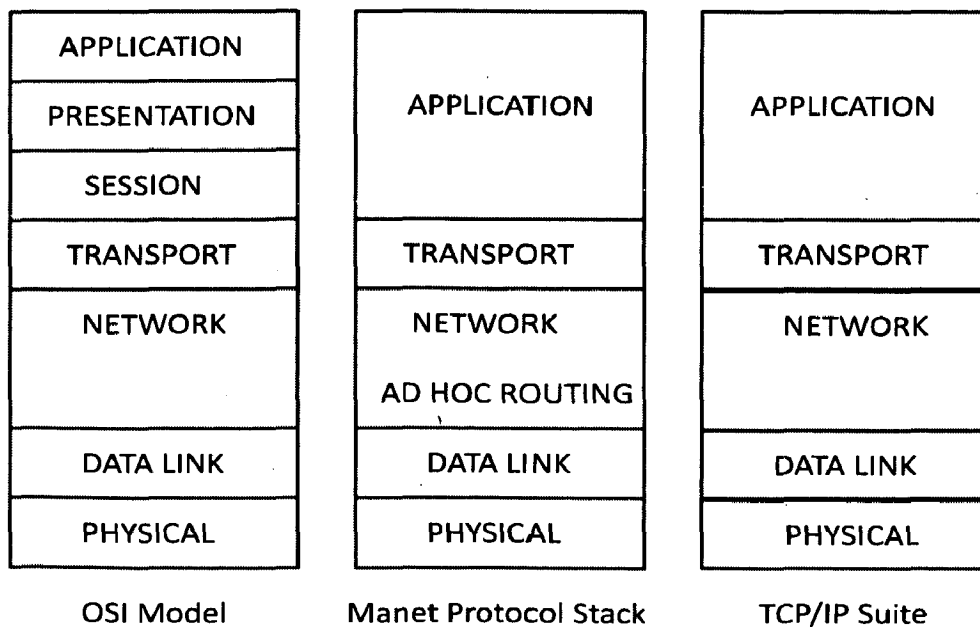 APPLICATION
PRESENTATION
SESSION
TRANSPORT
NETWORK
DATA LINK
PHYSICAL
OSI Model
APPLICATION
TRANSPORT
NETWORK
AD HOC ROUTING
DATA LINK
PHYSICAL
Manet Protocol Stack
APPLICATION
TRANSPORT
NETWORK
DATA LINK
PHYSICAL
TCP/IP Suite